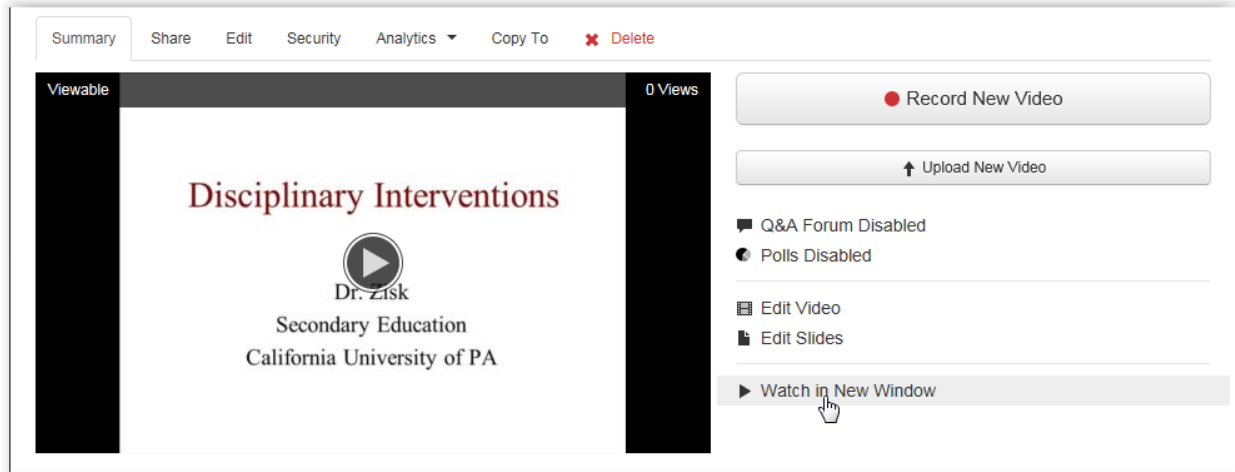 Summary Share Edit Security Analytics Copy To Delete
Viewable 0 Views
Disciplinary Interventions
Dr. Zisk
Secondary Education
California University of PA
Record New Video
Upload New Video
Q&A Forum Disabled
Polls Disabled
Edit Video
Edit Slides
Watch in New Window